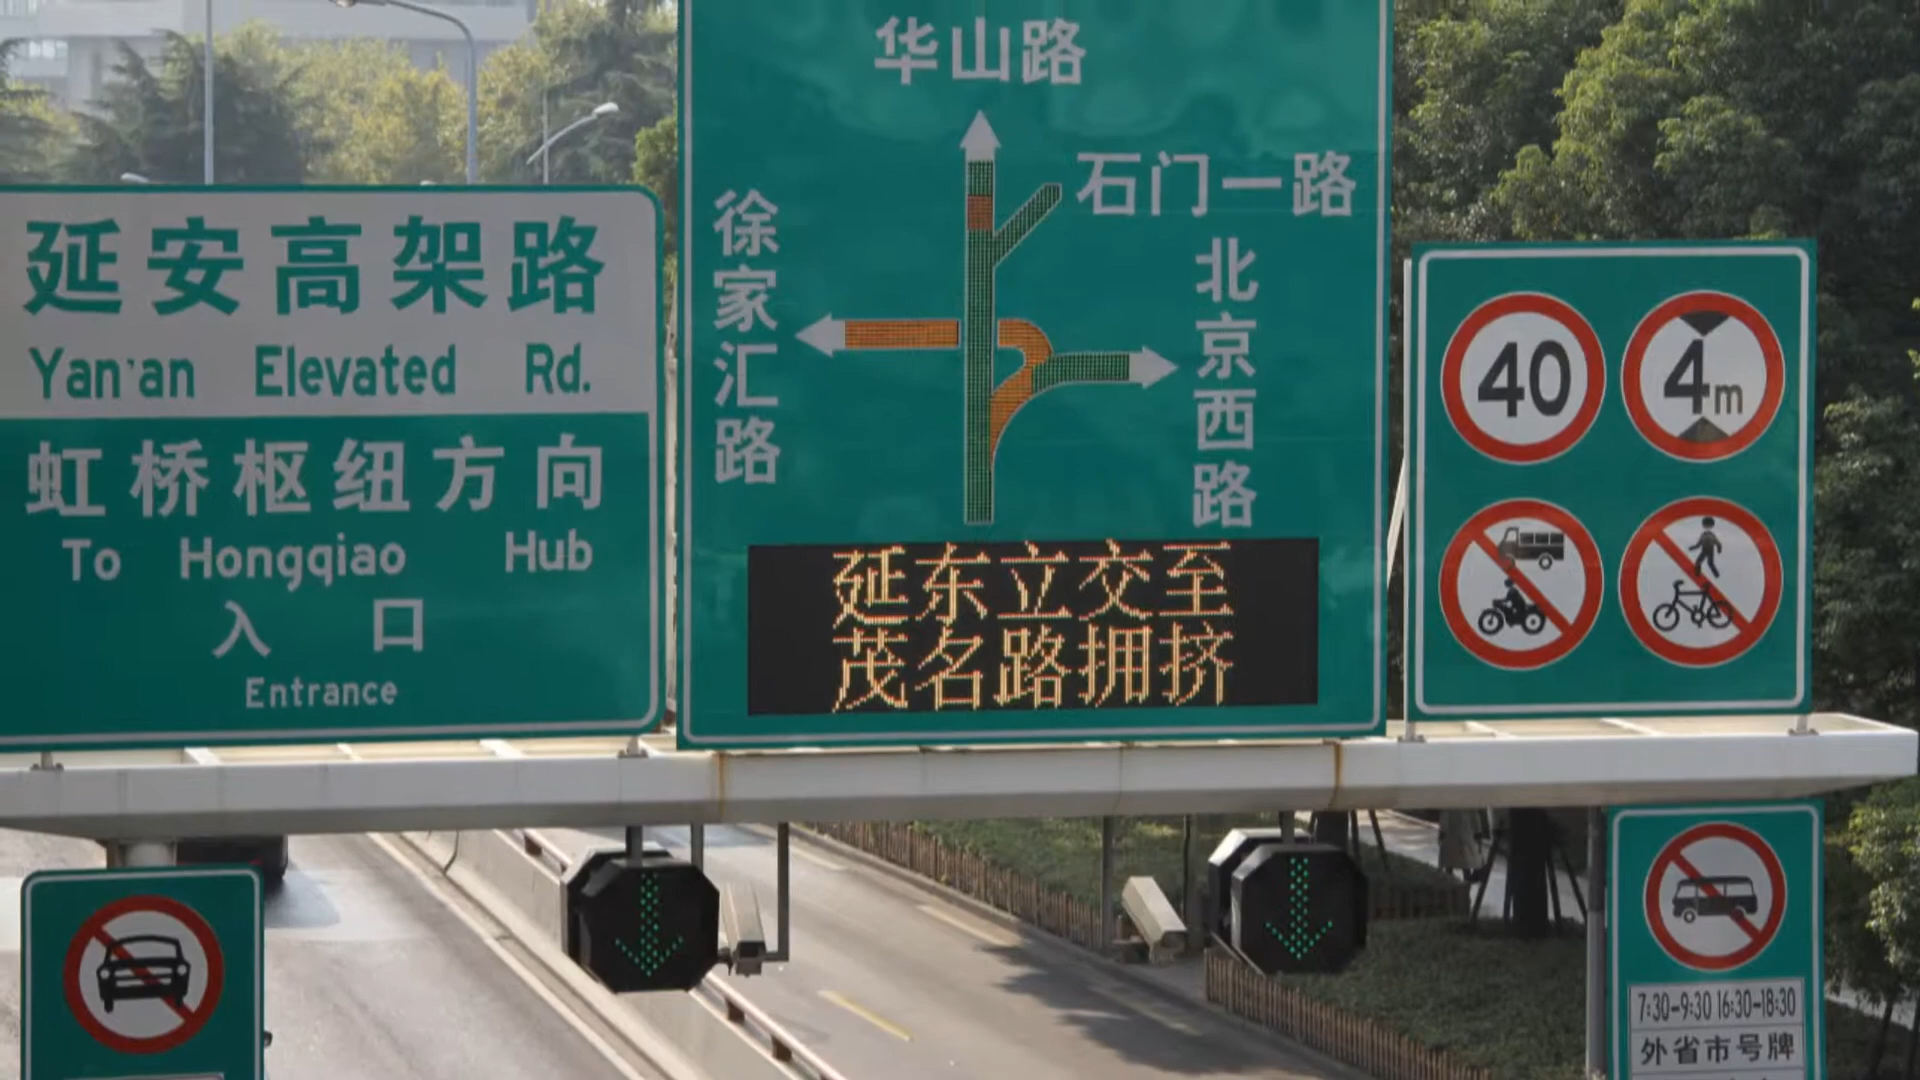 延安高架路
Yan'an Elevated Rd.
虹桥枢纽方向
To Hongqiao Hub
入口
Entrance
华山路
石门一路
徐家汇路
北京西路
延东立交至
茂名路拥挤
40
4m
7:30-9:30 16:30-18:30
外省市号牌